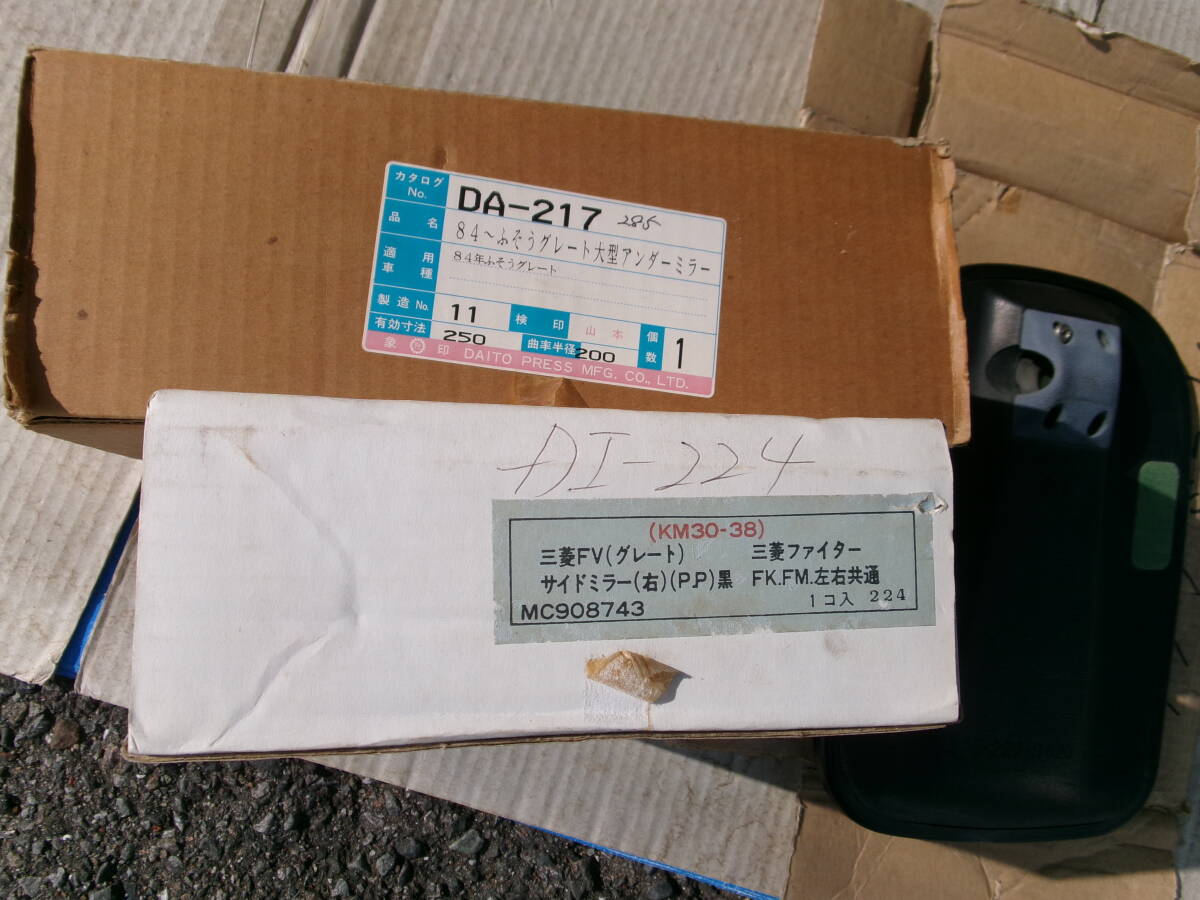 カタログNo. DA-217 285
品名 84~ふそうグレート大型アンダーミラー
適用車種 84年ふそうグレート
製造No. 11 検印 山本 個数 1
有効寸法 250 曲率半径 200
象印 DAITO PRESS MFG. CO., LTD.
DI-224
(KM30-38)
三菱FV(グレート) 三菱ファイター
サイドミラー(右)(P.P)黒 FK.FM.左右共通
MC908743 1コ入 224